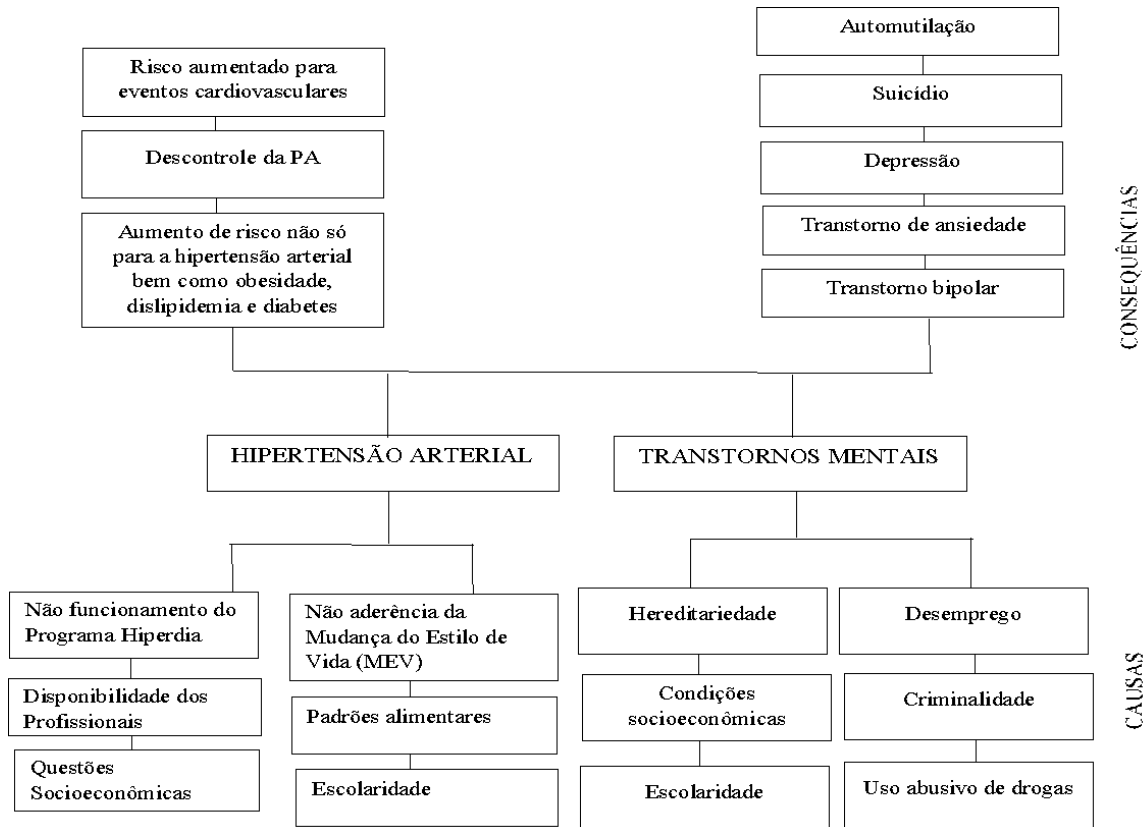 Risco aumentado para
eventos cardiovasculares
Descontrole da PA
Aumento de risco não só
para a hipertensão arterial
bem como obesidade,
dislipidemia e diabetes
Automutilação
Suicídio
Depressão
Transtorno de ansiedade
Transtorno bipolar
CONSEQUÊNCIAS
HIPERTENSÃO ARTERIAL
TRANSTORNOS MENTAIS
Não funcionamento do
Programa Hiperdia
Disponibilidade dos
Profissionais
Questões
Socioeconômicas
Não aderência da
Mudança do Estilo de
Vida (MEV)
Padrões alimentares
Escolaridade
Hereditariedade
Condições
socioeconômicas
Escolaridade
Desemprego
Criminalidade
Uso abusivo de drogas
CAUSAS